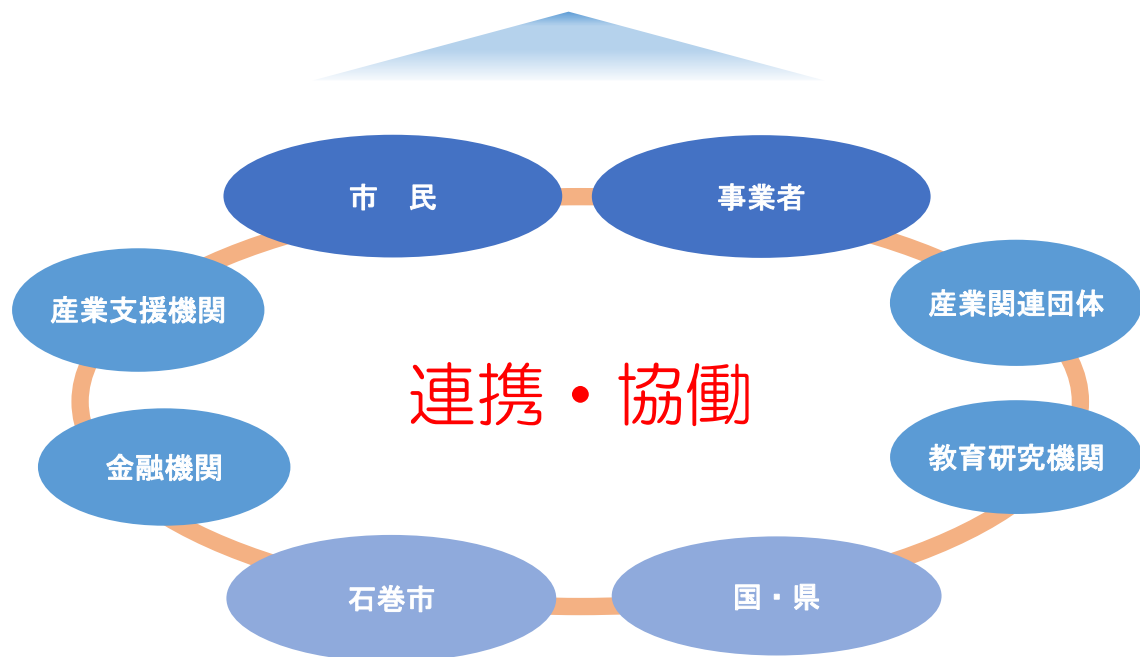 市　民
事業者
産業支援機関
産業関連団体
連携・協働
金融機関
教育研究機関
石巻市
国・県